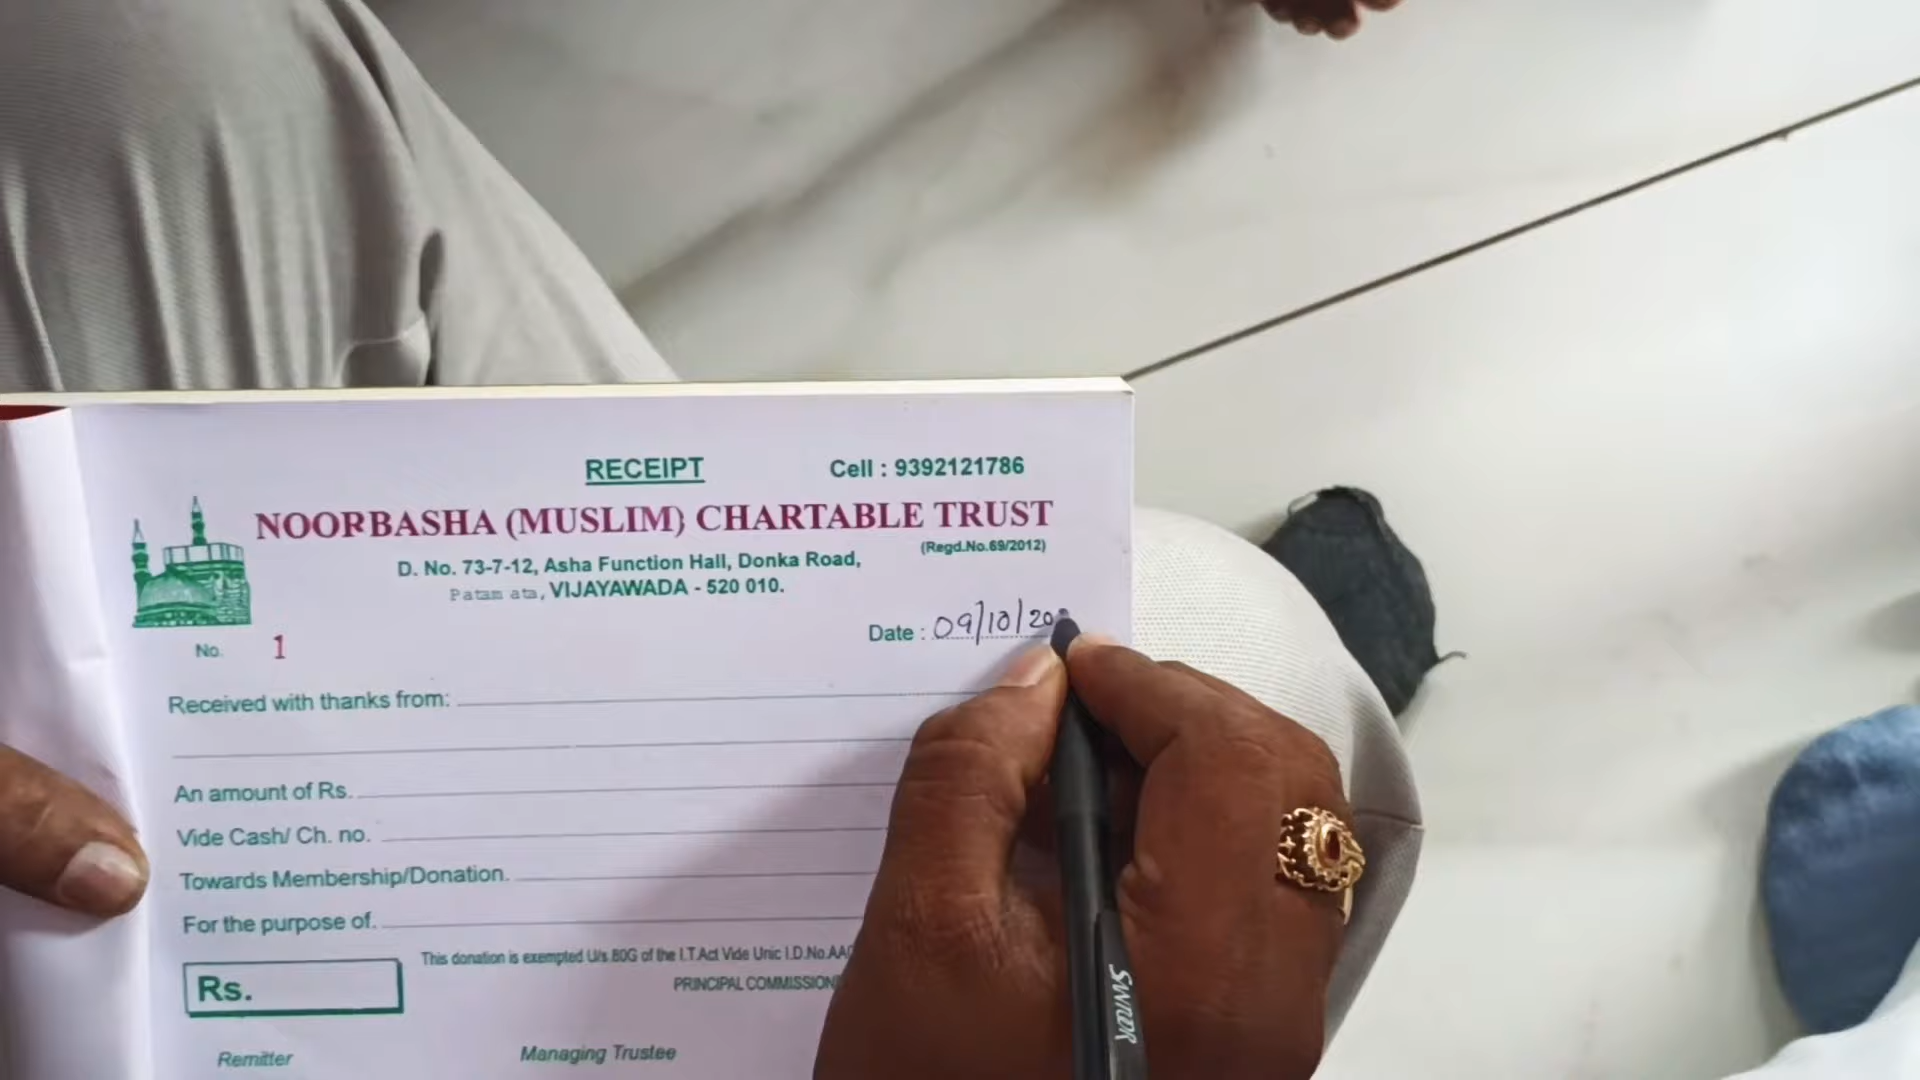 RECEIPT Cell : 9392121786
NOORBASHA (MUSLIM) CHARTABLE TRUST
(Regd.No.69/2012)
D. No. 73-7-12, Asha Function Hall, Donka Road,
Patam ata, VIJAYAWADA - 520 010.
Date : 09/10/20
No. 1
Received with thanks from:
An amount of Rs.
Vide Cash/ Ch. no.
Towards Membership/Donation.
For the purpose of.
This donation is exempted U/s.80G of the I.T.Act Vide Unic I.D.No.AAC
PRINCIPAL COMMISSION
Rs.
Remitter Managing Trustee